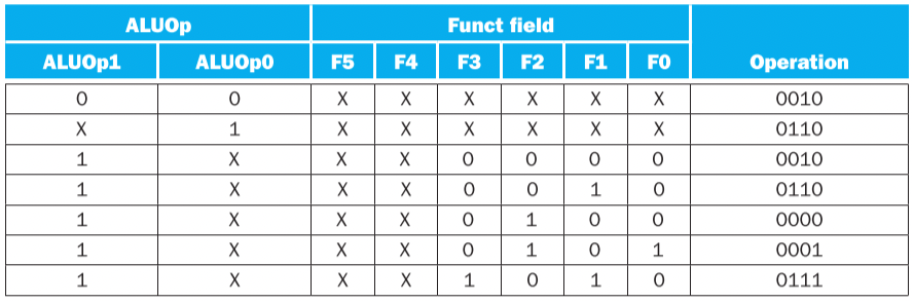 ALUOp Funct field
ALUOp1 ALUOp0 F5 F4 F3 F2 F1 F0 Operation
0 0 X X X X X X 0010
X 1 X X X X X X 0110
1 X X X 0 0 0 0 0010
1 X X X 0 0 1 0 0110
1 X X X 0 1 0 0 0000
1 X X X 0 1 0 1 0001
1 X X X 1 0 1 0 0111